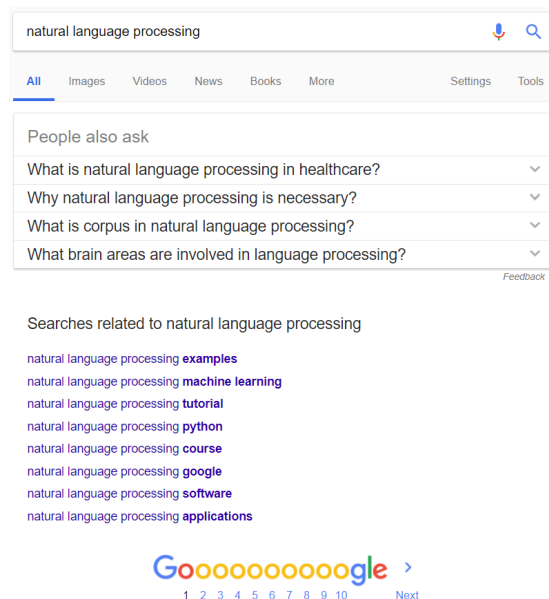 natural language processing
All Images Videos News Books More Settings Tools
People also ask
What is natural language processing in healthcare?
Why natural language processing is necessary?
What is corpus in natural language processing?
What brain areas are involved in language processing?
Feedback
Searches related to natural language processing
natural language processing examples
natural language processing machine learning
natural language processing tutorial
natural language processing python
natural language processing course
natural language processing google
natural language processing software
natural language processing applications
Goooooooooogle >
1 2 3 4 5 6 7 8 9 10 Next